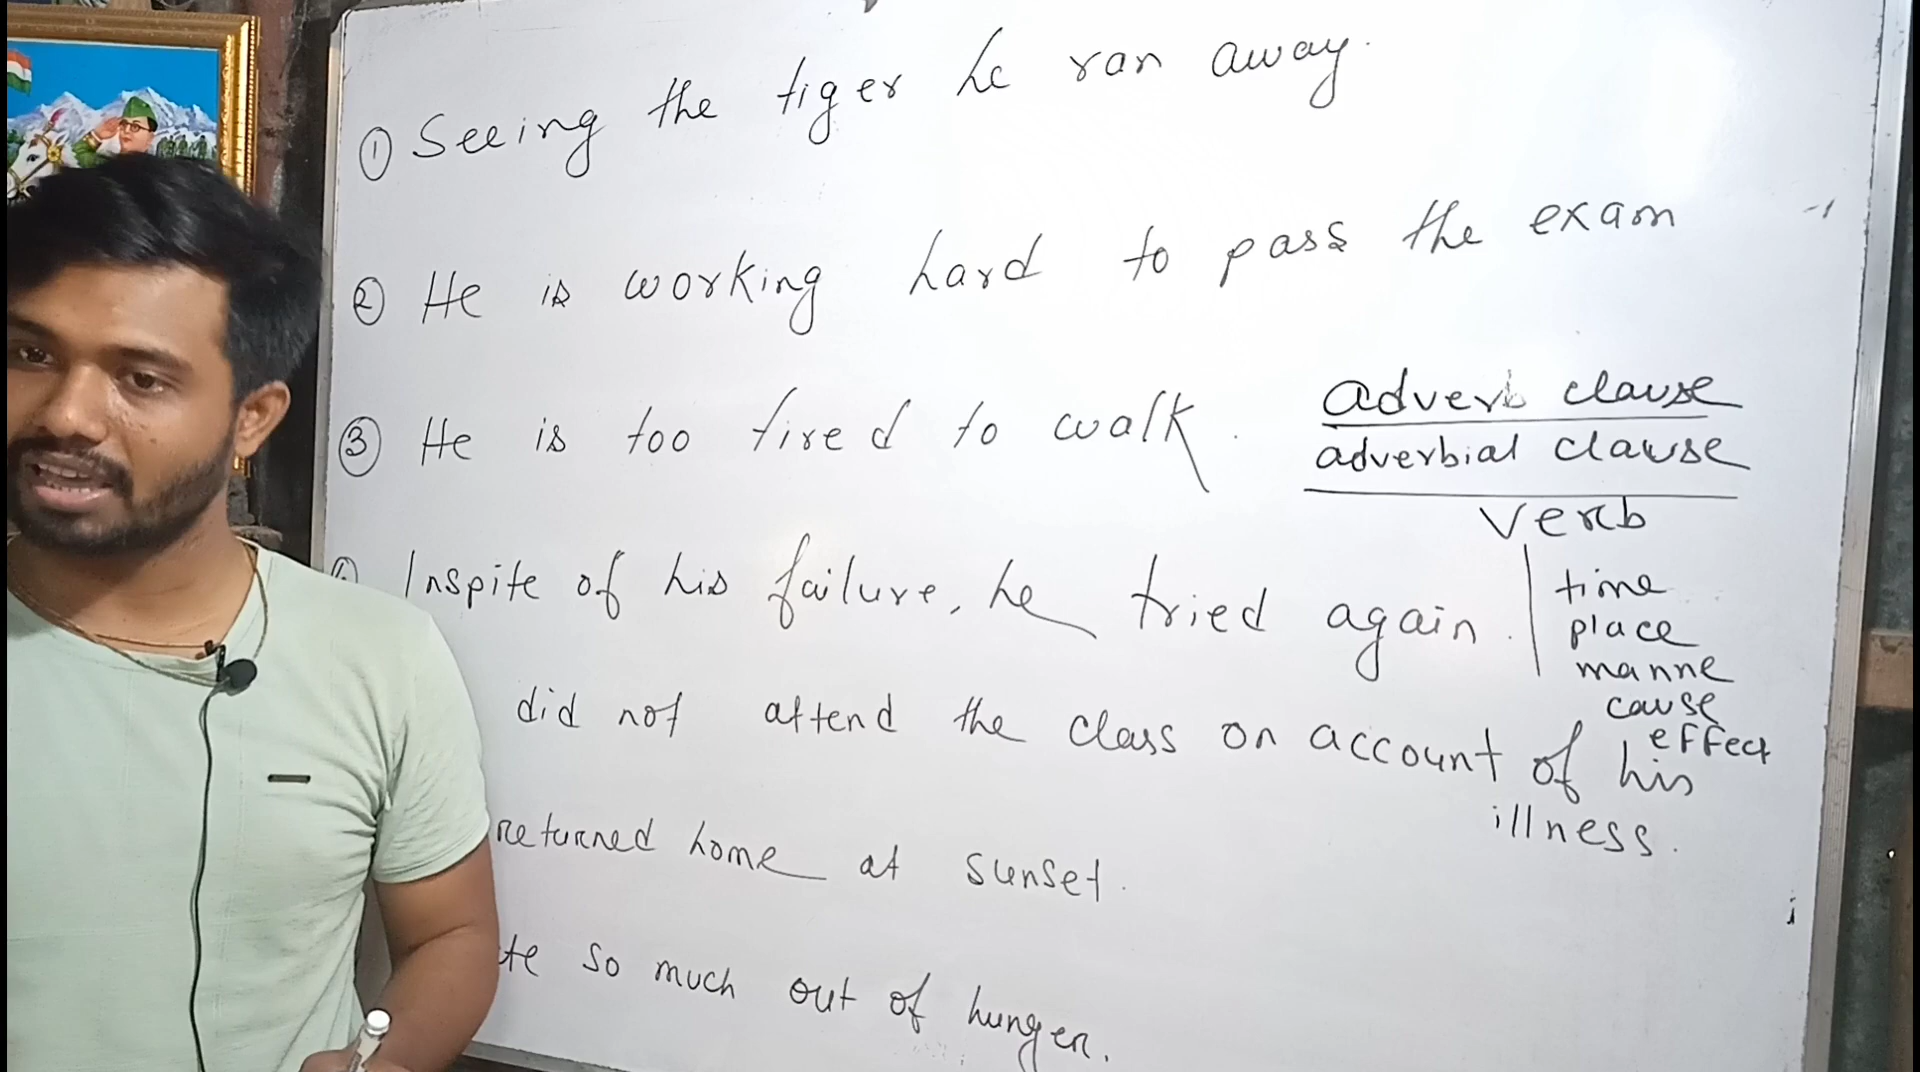 ① Seeing the tiger he ran away.
② He is working hard to pass the exam
③ He is too tired to walk.
adverb clause
adverbial clause
verb
time
place
manne
cause
effect
Inspite of his failure, he tried again.
did not attend the class on account of his
illness.
returned home at sunset.
te so much out of hunger.